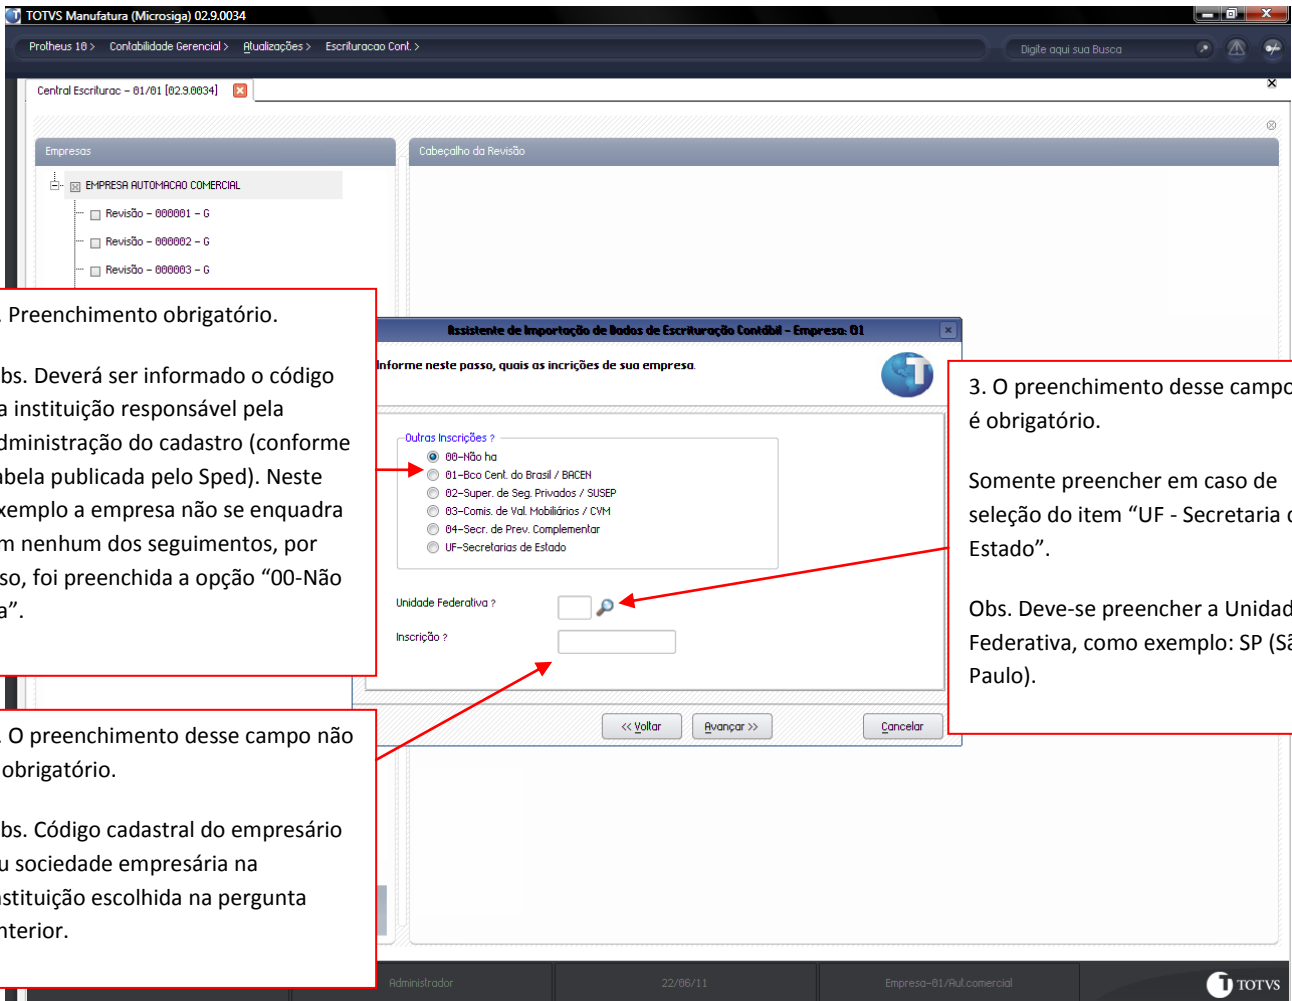 TOTVS Manufatura (Microsiga) 02.9.0034
Protheus 10 > Contabilidade Gerencial > Atualizações > Escrituracao Cont. >
Digite aqui sua Busca
Central Escriturac - 01/01 [02.9.0034]
Empresas
Cabeçalho da Revisão
EMPRESA AUTOMACAO COMERCIAL
Revisão - 000001 - G
Revisão - 000002 - G
Revisão - 000003 - G
. Preenchimento obrigatório.
bs. Deverá ser informado o código
a instituição responsável pela
dministração do cadastro (conforme
abela publicada pelo Sped). Neste
xemplo a empresa não se enquadra
m nenhum dos seguimentos, por
so, foi preenchida a opção “00-Não
a”.
Assistente de Importação de Dados de Escrituração Contábil - Empresa: 01
Informe neste passo, quais as incrições de sua empresa.
Outras Inscrições ?
00-Não ha
01-Bco Cent. do Brasil / BACEN
02-Super. de Seg. Privados / SUSEP
03-Comis. de Val. Mobiliários / CVM
04-Secr. de Prev. Complementar
UF-Secretarias de Estado
Unidade Federativa ?
Inscrição ?
<< Voltar
Avançar >>
Cancelar
3. O preenchimento desse campo
é obrigatório.
Somente preencher em caso de
seleção do item “UF - Secretaria d
Estado”.
Obs. Deve-se preencher a Unidad
Federativa, como exemplo: SP (Sã
Paulo).
. O preenchimento desse campo não
obrigatório.
bs. Código cadastral do empresário
u sociedade empresária na
nstituição escolhida na pergunta
nterior.
Administrador
22/06/11
Empresa-01/Aut.comercial
TOTVS